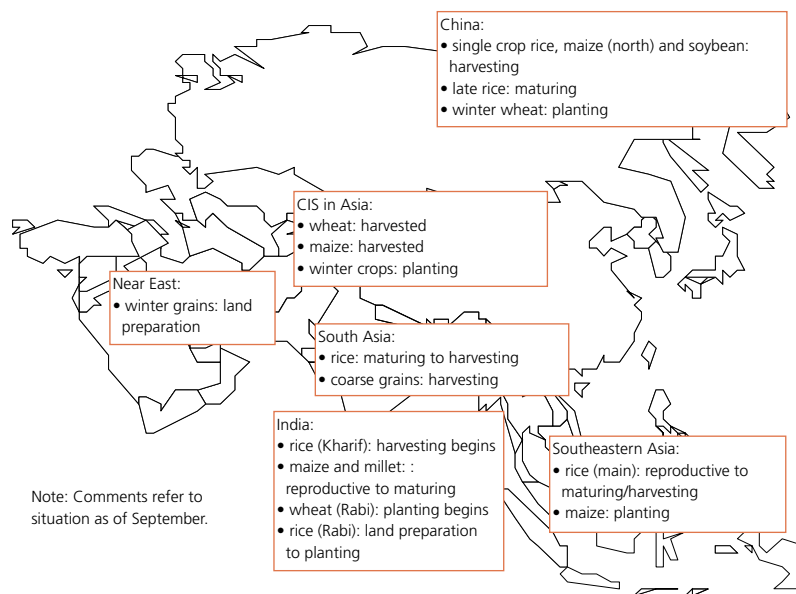 China:
• single crop rice, maize (north) and soybean:
harvesting
• late rice: maturing
• winter wheat: planting
CIS in Asia:
• wheat: harvested
• maize: harvested
• winter crops: planting
Near East:
• winter grains: land
preparation
South Asia:
• rice: maturing to harvesting
• coarse grains: harvesting
India:
• rice (Kharif): harvesting begins
• maize and millet: :
reproductive to maturing
• wheat (Rabi): planting begins
• rice (Rabi): land preparation
to planting
Southeastern Asia:
• rice (main): reproductive to
maturing/harvesting
• maize: planting
Note: Comments refer to
situation as of September.